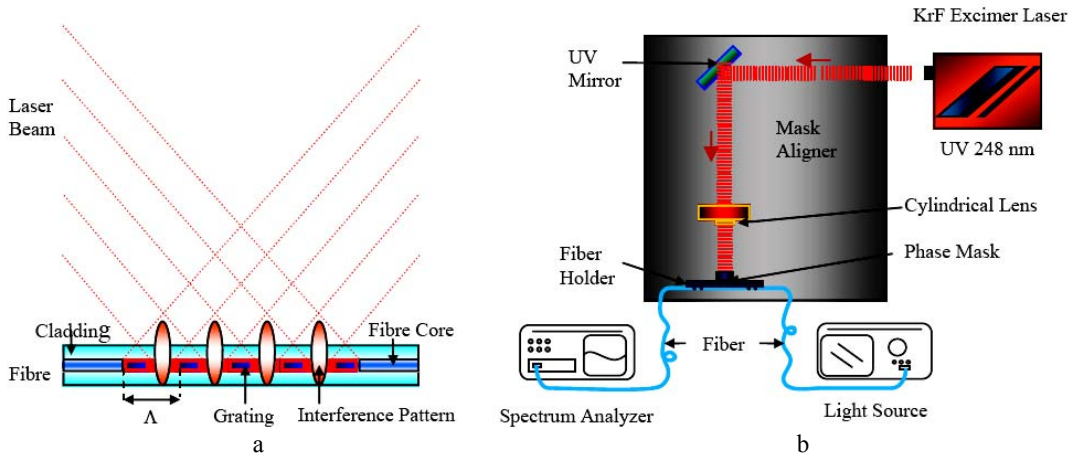 Laser
Beam
Cladding
Fibre Core
Fibre
Λ
Grating
Interference Pattern
a
KrF Excimer Laser
UV
Mirror
Mask
Aligner
UV 248 nm
Cylindrical Lens
Fiber
Holder
Phase Mask
Fiber
Spectrum Analyzer
Light Source
b